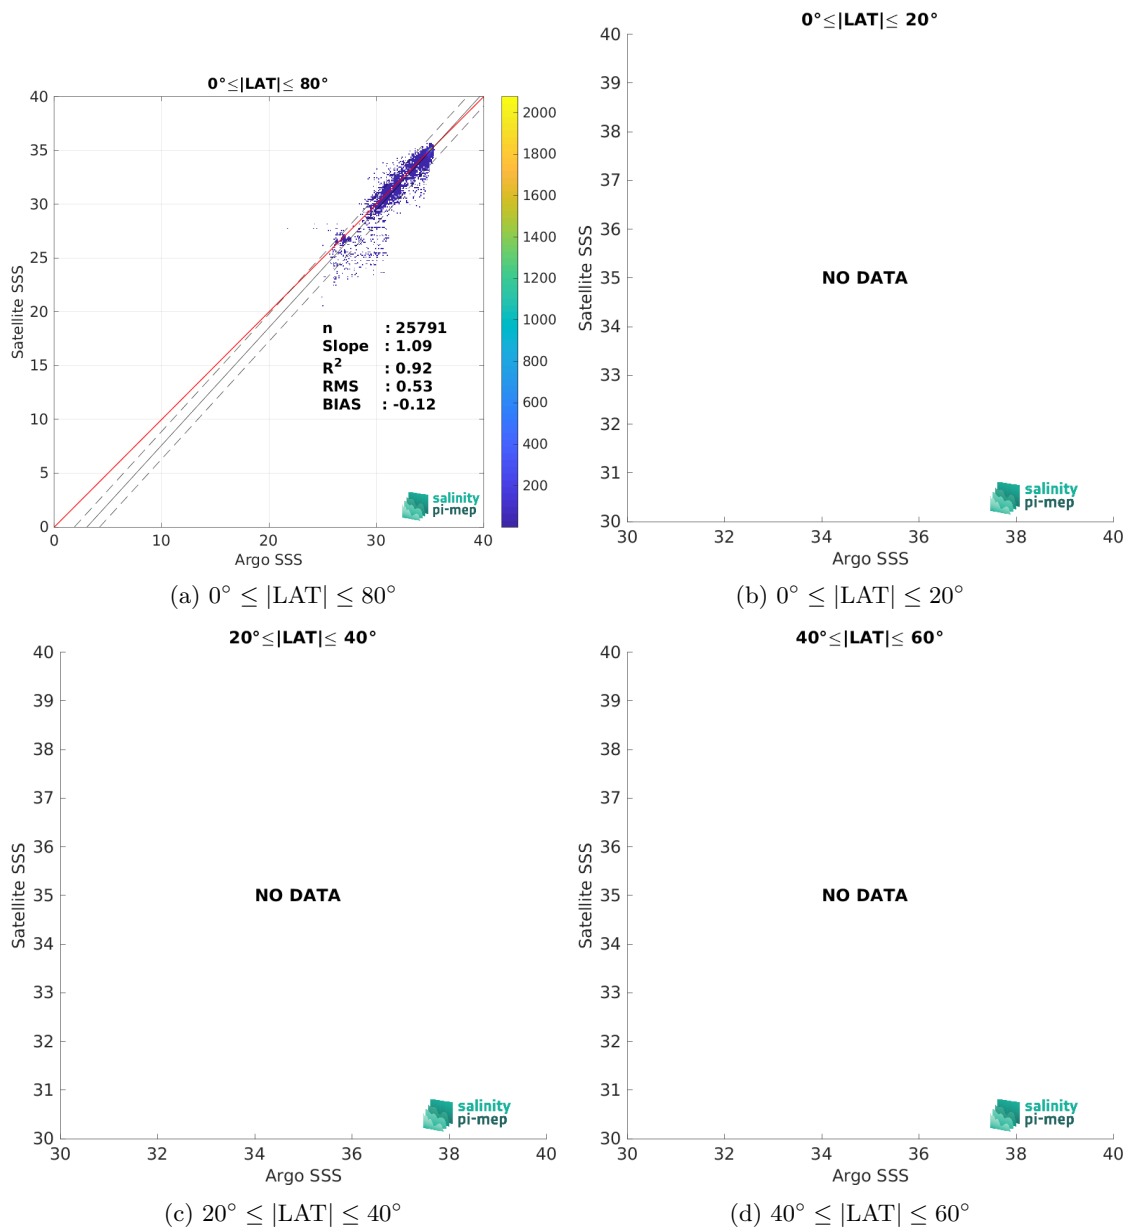 0°≤|LAT|≤ 80°
40
35
30
25
20
15
10
5
0
0
10
20
30
40
Satellite SSS
Argo SSS
n : 25791
Slope : 1.09
R² : 0.92
RMS : 0.53
BIAS : -0.12
salinity
pi-mep
2000
1800
1600
1400
1200
1000
800
600
400
200
(a) 0° ≤ |LAT| ≤ 80°
0°≤|LAT|≤ 20°
40
39
38
37
36
35
34
33
32
31
30
30
32
34
36
38
40
Satellite SSS
Argo SSS
NO DATA
salinity
pi-mep
(b) 0° ≤ |LAT| ≤ 20°
20°≤|LAT|≤ 40°
40
39
38
37
36
35
34
33
32
31
30
30
32
34
36
38
40
Satellite SSS
Argo SSS
NO DATA
salinity
pi-mep
(c) 20° ≤ |LAT| ≤ 40°
40°≤|LAT|≤ 60°
40
39
38
37
36
35
34
33
32
31
30
30
32
34
36
38
40
Satellite SSS
Argo SSS
NO DATA
salinity
pi-mep
(d) 40° ≤ |LAT| ≤ 60°